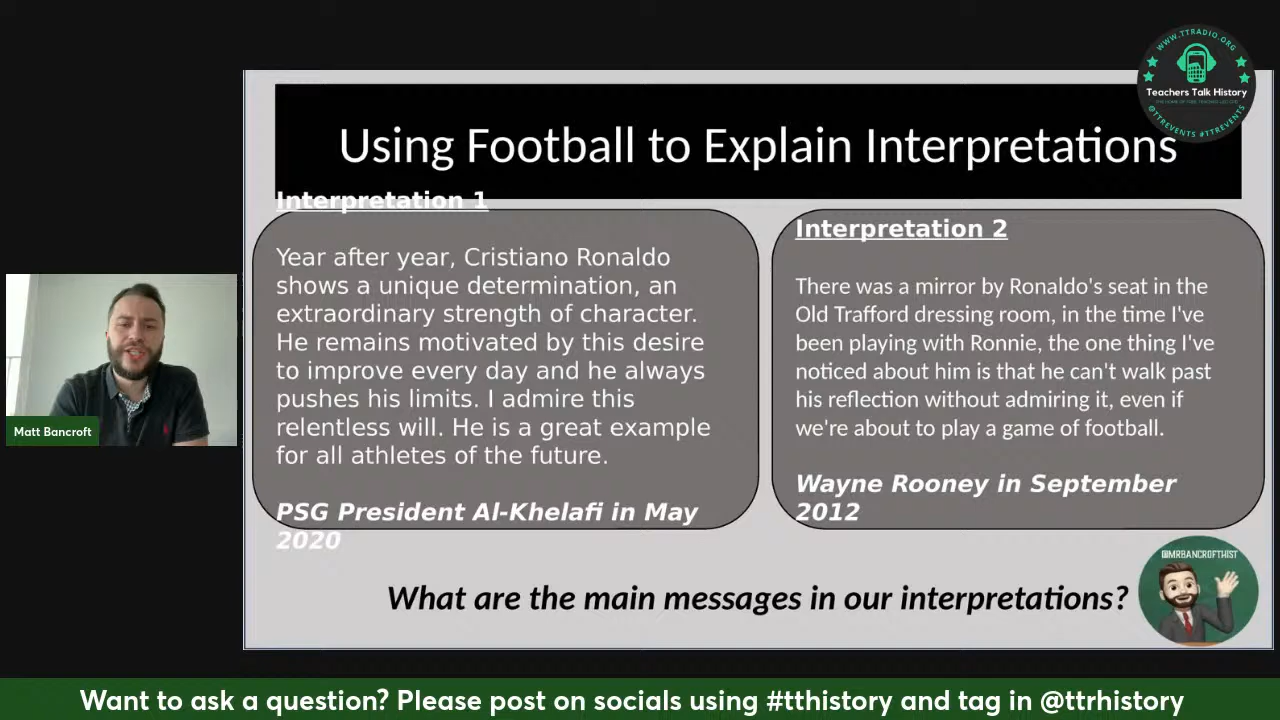 WWW.TTRADIO.ORG
Teachers Talk History
@TTREVENTS #TTREVENTS
Using Football to Explain Interpretations
Interpretation 1
Year after year, Cristiano Ronaldo
shows a unique determination, an
extraordinary strength of character.
He remains motivated by this desire
to improve every day and he always
pushes his limits. I admire this
relentless will. He is a great example
for all athletes of the future.
PSG President Al-Khelafi in May
2020
Interpretation 2
There was a mirror by Ronaldo's seat in the
Old Trafford dressing room, in the time I've
been playing with Ronnie, the one thing I've
noticed about him is that he can't walk past
his reflection without admiring it, even if
we're about to play a game of football.
Wayne Rooney in September
2012
Matt Bancroft
@MRBANCROFTHIST
What are the main messages in our interpretations?
Want to ask a question? Please post on socials using #tthistory and tag in @ttrhistory